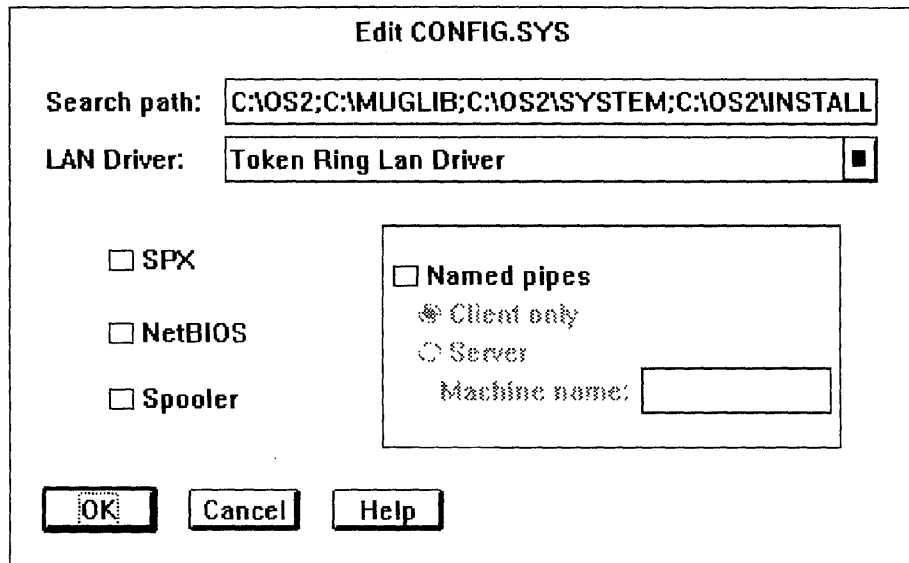 Edit CONFIG.SYS
Search path: C:\OS2;C:\MUGLIB;C:\OS2\SYSTEM;C:\OS2\INSTALL
LAN Driver: Token Ring Lan Driver
SPX
NetBIOS
Spooler
Named pipes
Client only
Server
Machine name:
OK Cancel Help